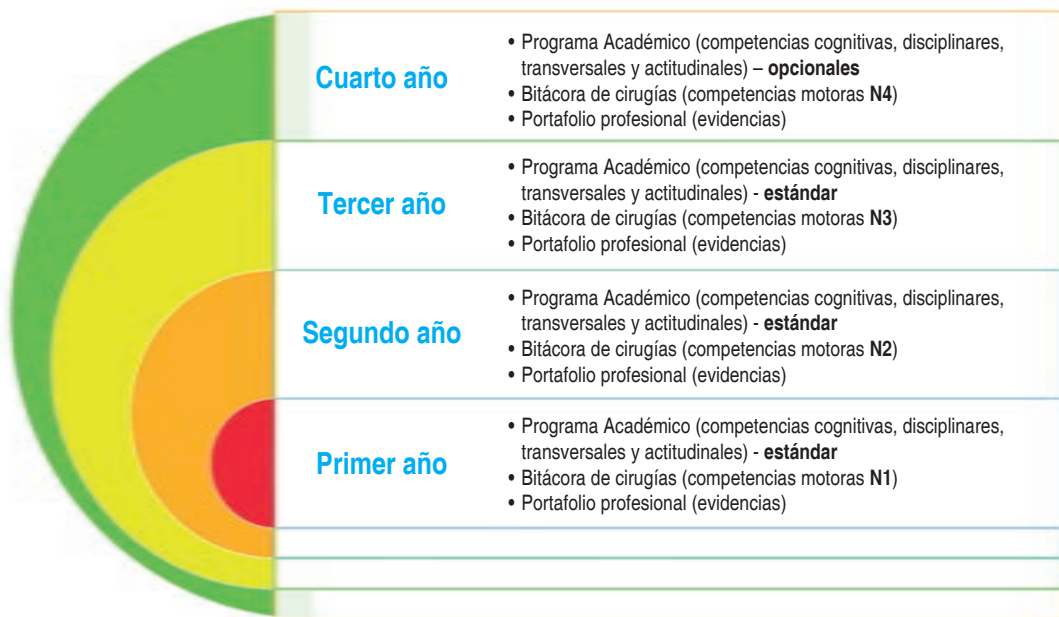 Cuarto año
• Programa Académico (competencias cognitivas, disciplinares,
transversales y actitudinales) – opcionales
• Bitácora de cirugías (competencias motoras N4)
• Portafolio profesional (evidencias)
Tercer año
• Programa Académico (competencias cognitivas, disciplinares,
transversales y actitudinales) - estándar
• Bitácora de cirugías (competencias motoras N3)
• Portafolio profesional (evidencias)
Segundo año
• Programa Académico (competencias cognitivas, disciplinares,
transversales y actitudinales) - estándar
• Bitácora de cirugías (competencias motoras N2)
• Portafolio profesional (evidencias)
Primer año
• Programa Académico (competencias cognitivas, disciplinares,
transversales y actitudinales) - estándar
• Bitácora de cirugías (competencias motoras N1)
• Portafolio profesional (evidencias)